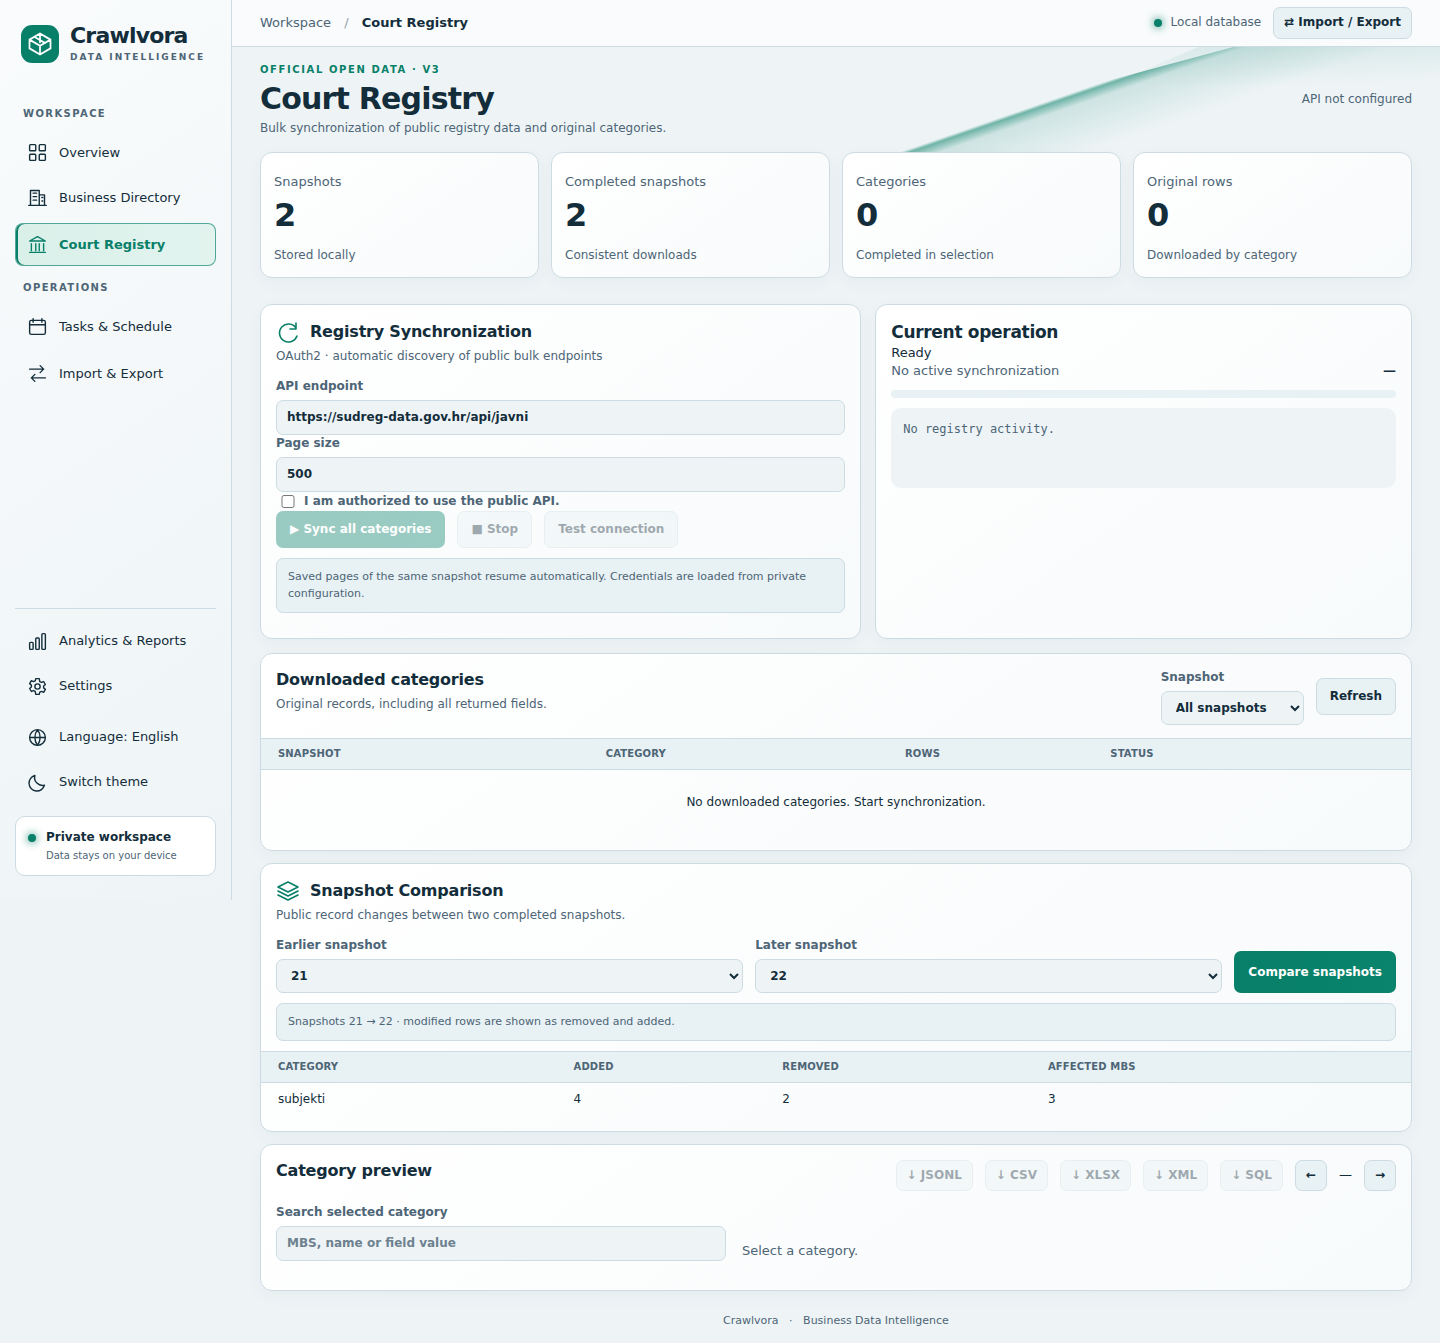 Crawlvora
DATA INTELLIGENCE
WORKSPACE
Overview
Business Directory
Court Registry
OPERATIONS
Tasks & Schedule
Import & Export
Analytics & Reports
Settings
Language: English
Switch theme
Private workspace
Data stays on your device
Workspace / Court Registry
Local database
⇄ Import / Export
OFFICIAL OPEN DATA · V3
Court Registry
Bulk synchronization of public registry data and original categories.
API not configured
Snapshots
2
Stored locally
Completed snapshots
2
Consistent downloads
Categories
0
Completed in selection
Original rows
0
Downloaded by category
Registry Synchronization
OAuth2 · automatic discovery of public bulk endpoints
API endpoint
https://sudreg-data.gov.hr/api/javni
Page size
500
I am authorized to use the public API.
▶ Sync all categories
■ Stop
Test connection
Saved pages of the same snapshot resume automatically. Credentials are loaded from private
configuration.
Current operation
Ready
No active synchronization —
No registry activity.
Downloaded categories
Original records, including all returned fields.
Snapshot
All snapshots
Refresh
SNAPSHOT CATEGORY ROWS STATUS
No downloaded categories. Start synchronization.
Snapshot Comparison
Public record changes between two completed snapshots.
Earlier snapshot
21
Later snapshot
22
Compare snapshots
Snapshots 21 → 22 · modified rows are shown as removed and added.
CATEGORY ADDED REMOVED AFFECTED MBS
subjekti 4 2 3
Category preview
↓ JSONL
↓ CSV
↓ XLSX
↓ XML
↓ SQL
← — →
Search selected category
MBS, name or field value
Select a category.
Crawlvora · Business Data Intelligence